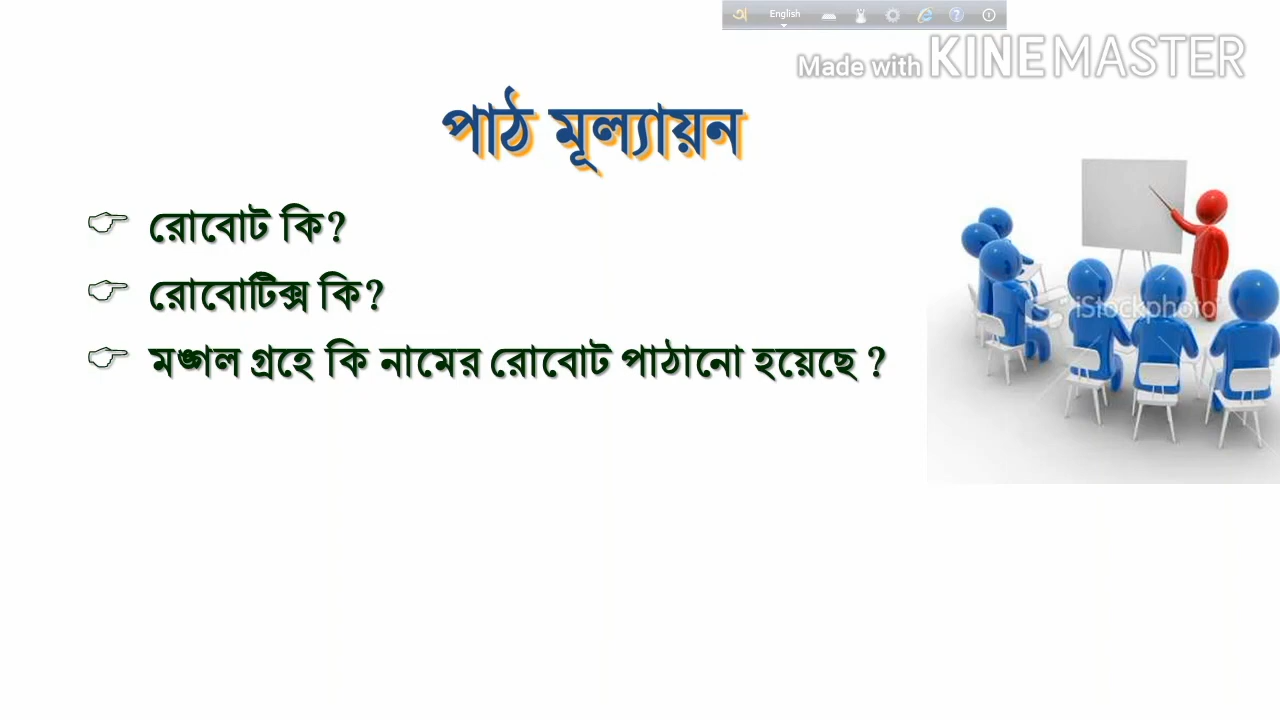 English
Made with KINEMASTER
পাঠ মূল্যায়ন
রোবোট কি?
রোবোটিক্স কি?
মঙ্গল গ্রহে কি নামের রোবোট পাঠানো হয়েছে ?
iStockphoto